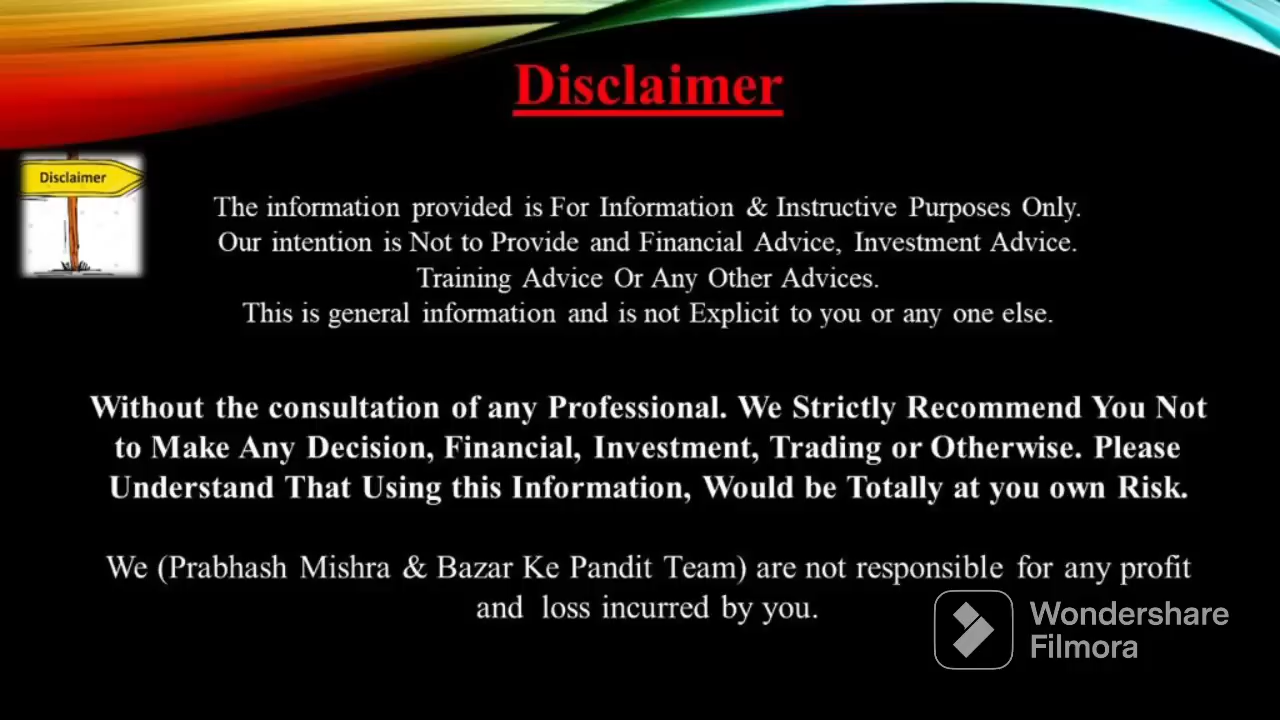 Disclaimer
Disclaimer
The information provided is For Information & Instructive Purposes Only.
Our intention is Not to Provide and Financial Advice, Investment Advice.
Training Advice Or Any Other Advices.
This is general information and is not Explicit to you or any one else.
Without the consultation of any Professional. We Strictly Recommend You Not
to Make Any Decision, Financial, Investment, Trading or Otherwise. Please
Understand That Using this Information, Would be Totally at you own Risk.
We (Prabhash Mishra & Bazar Ke Pandit Team) are not responsible for any profit
and loss incurred by you.
Wondershare
Filmora